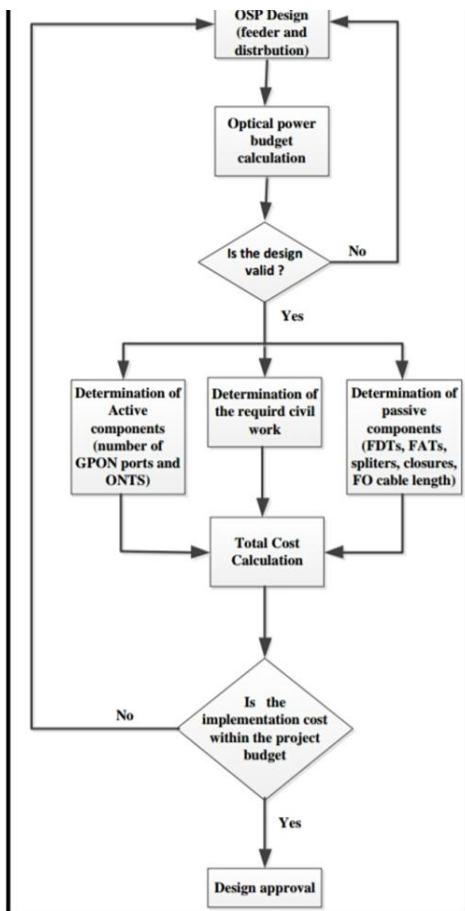 OSP Design
(feeder and
distrbution)
Optical power
budget
calculation
Is the design
valid ?
No
Yes
Determination of
Active
components
(number of
GPON ports and
ONTS)
Determination of
the requird civil
work
Determination of
passive
components
(FDTs, FATs,
spliters, closures,
FO cable length)
Total Cost
Calculation
Is the
implementation cost
within the project
budget
No
Yes
Design approval